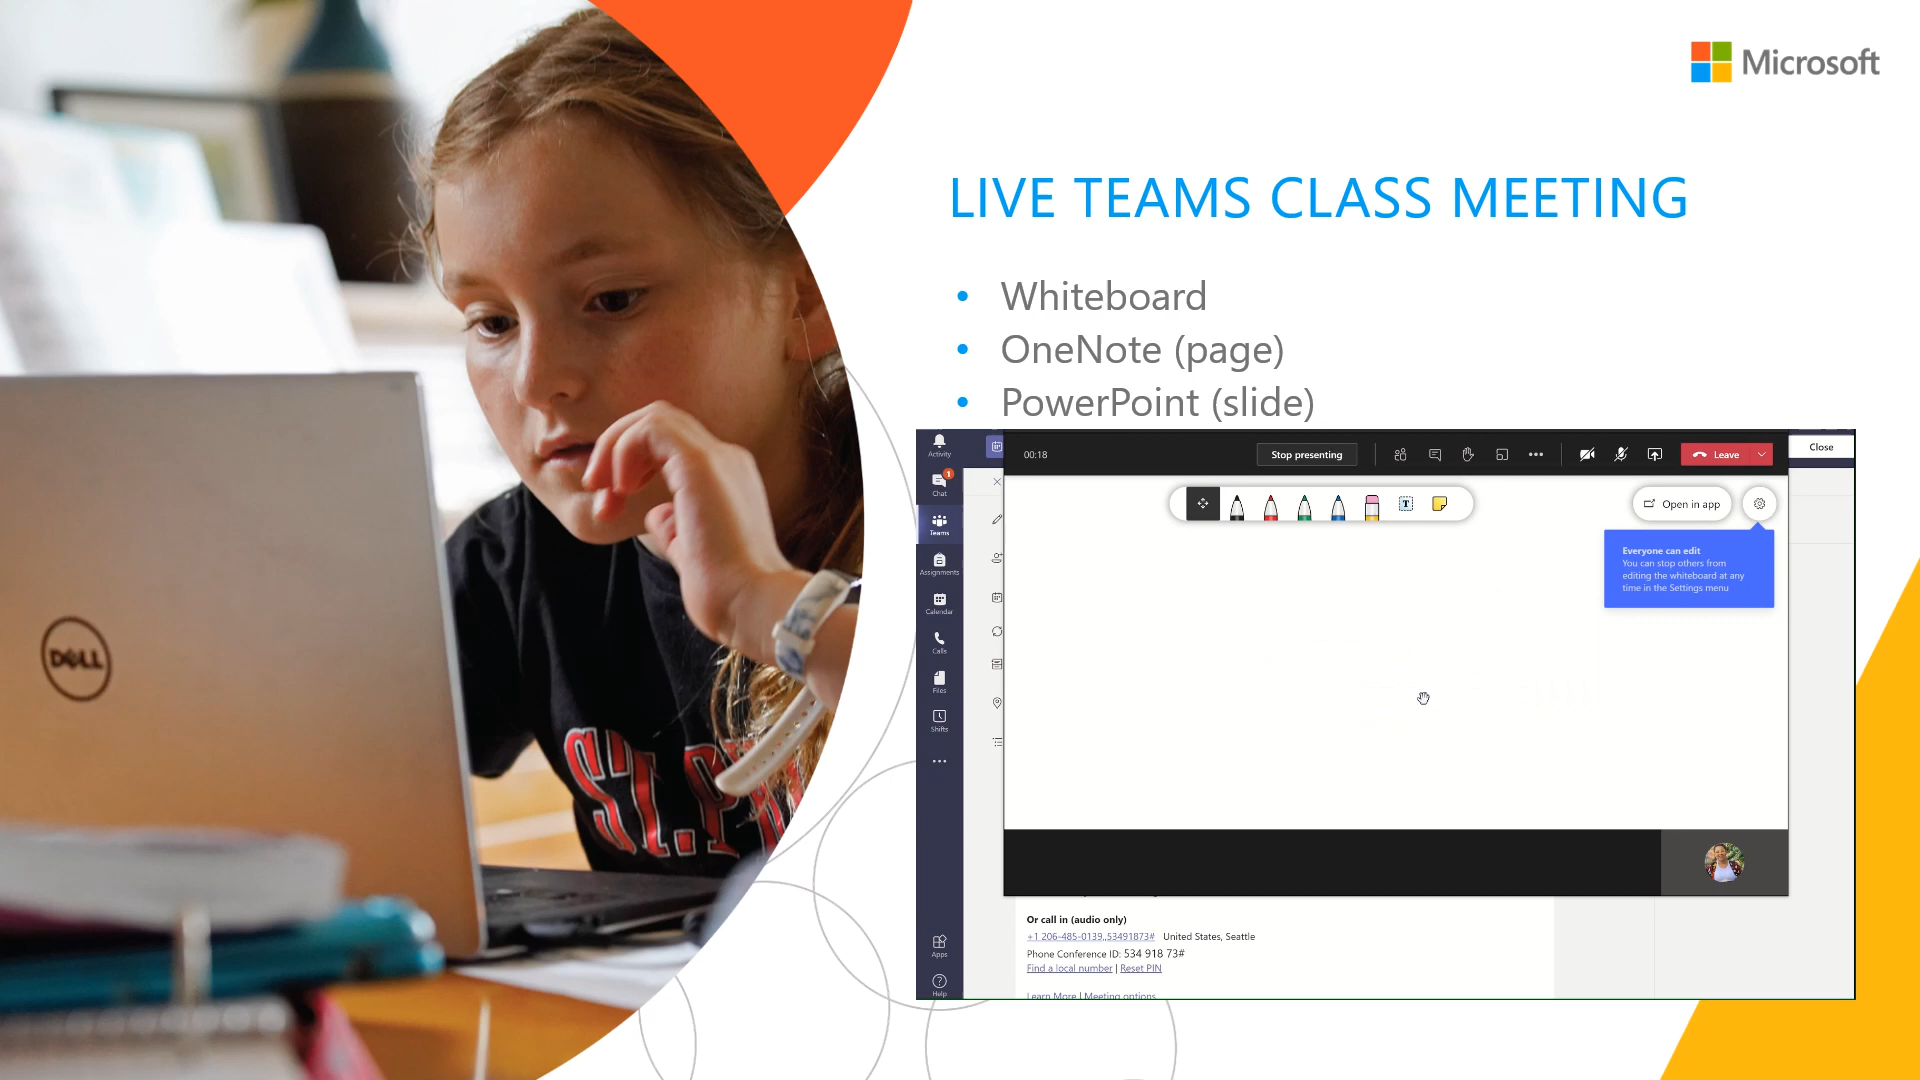 Microsoft
LIVE TEAMS CLASS MEETING
• Whiteboard
• OneNote (page)
• PowerPoint (slide)
DELL
ST.P
Activity
1
Chat
Teams
Assignments
Calendar
Calls
Files
Shifts
Apps
Help
00:18
Stop presenting
Leave
Close
T
Open in app
Everyone can edit
You can stop others from
editing the whiteboard at any
time in the Settings menu
Or call in (audio only)
+1 206-485-0139,,53491873# United States, Seattle
Phone Conference ID: 534 918 73#
Find a local number | Reset PIN
Learn More | Meeting options